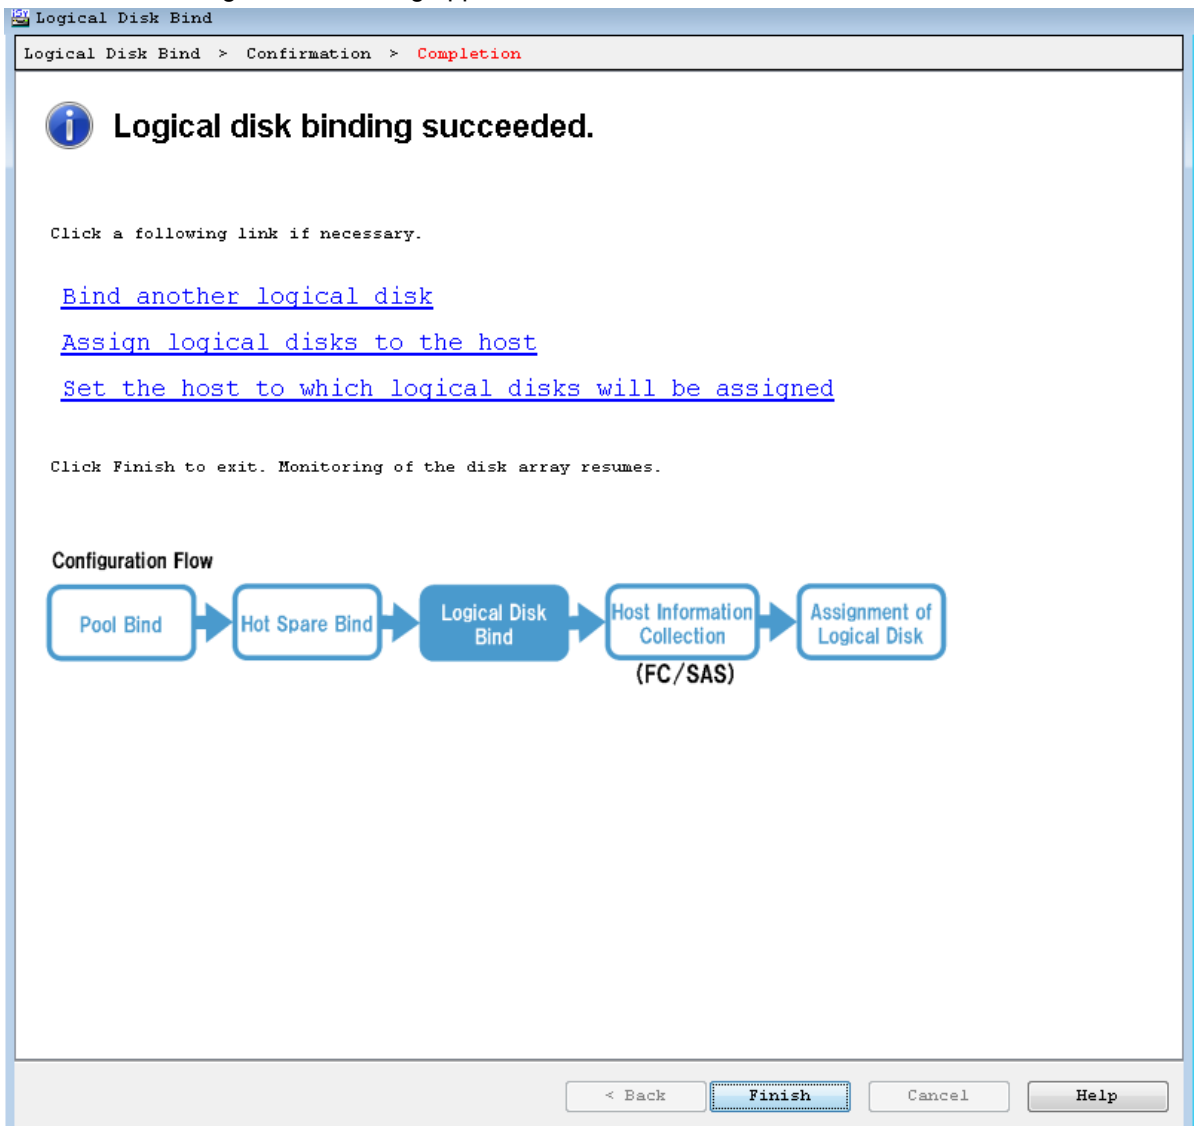 Logical Disk Bind
Logical Disk Bind > Confirmation > Completion
Logical disk binding succeeded.
Click a following link if necessary.
Bind another logical disk
Assign logical disks to the host
Set the host to which logical disks will be assigned
Click Finish to exit. Monitoring of the disk array resumes.
Configuration Flow
Pool Bind
Hot Spare Bind
Logical Disk
Bind
Host Information
Collection
(FC/SAS)
Assignment of
Logical Disk
< Back
Finish
Cancel
Help